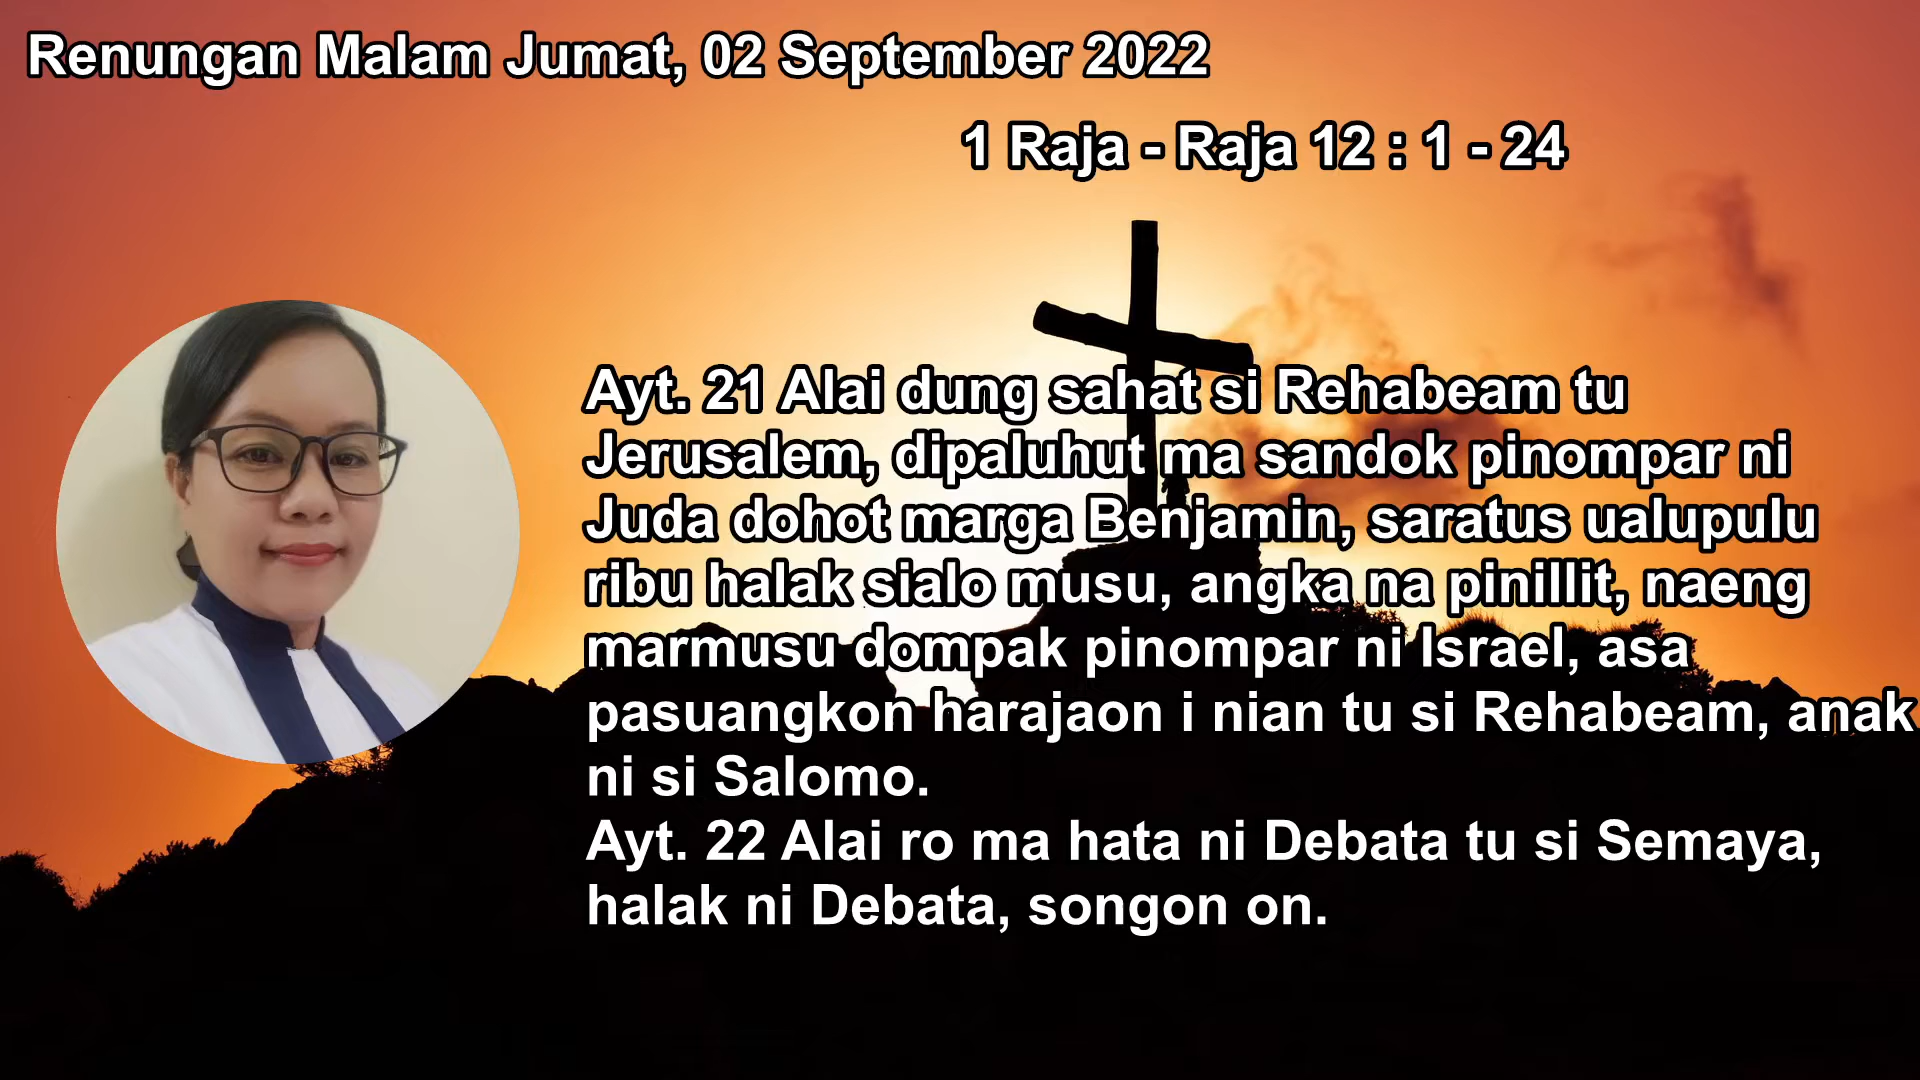 Renungan Malam Jumat, 02 September 2022
1 Raja - Raja 12 : 1 - 24
Ayt. 21 Alai dung sahat si Rehabeam tu
Jerusalem, dipaluhut ma sandok pinompar ni
Juda dohot marga Benjamin, saratus ualupulu
ribu halak sialo musu, angka na pinillit, naeng
marmusu dompak pinompar ni Israel, asa
pasuangkon harajaon i nian tu si Rehabeam, anak
ni si Salomo.
Ayt. 22 Alai ro ma hata ni Debata tu si Semaya,
halak ni Debata, songon on.